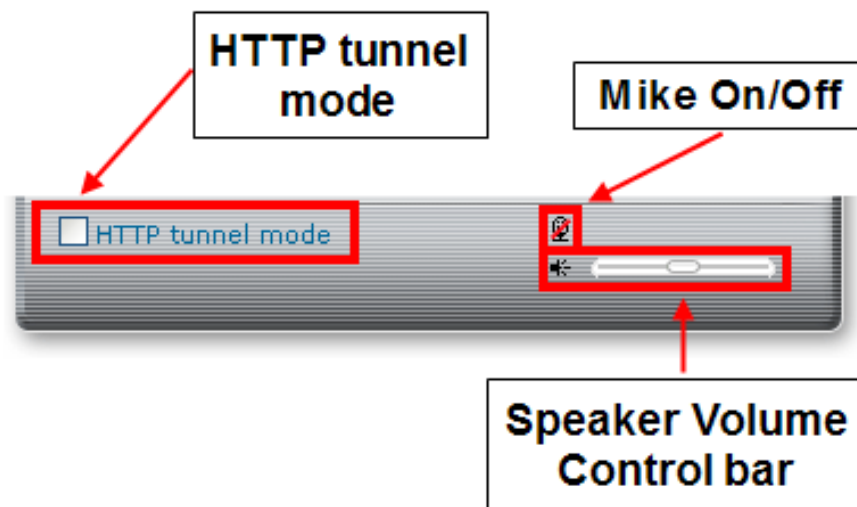 HTTP tunnel
mode
Mike On/Off
HTTP tunnel mode
Speaker Volume
Control bar